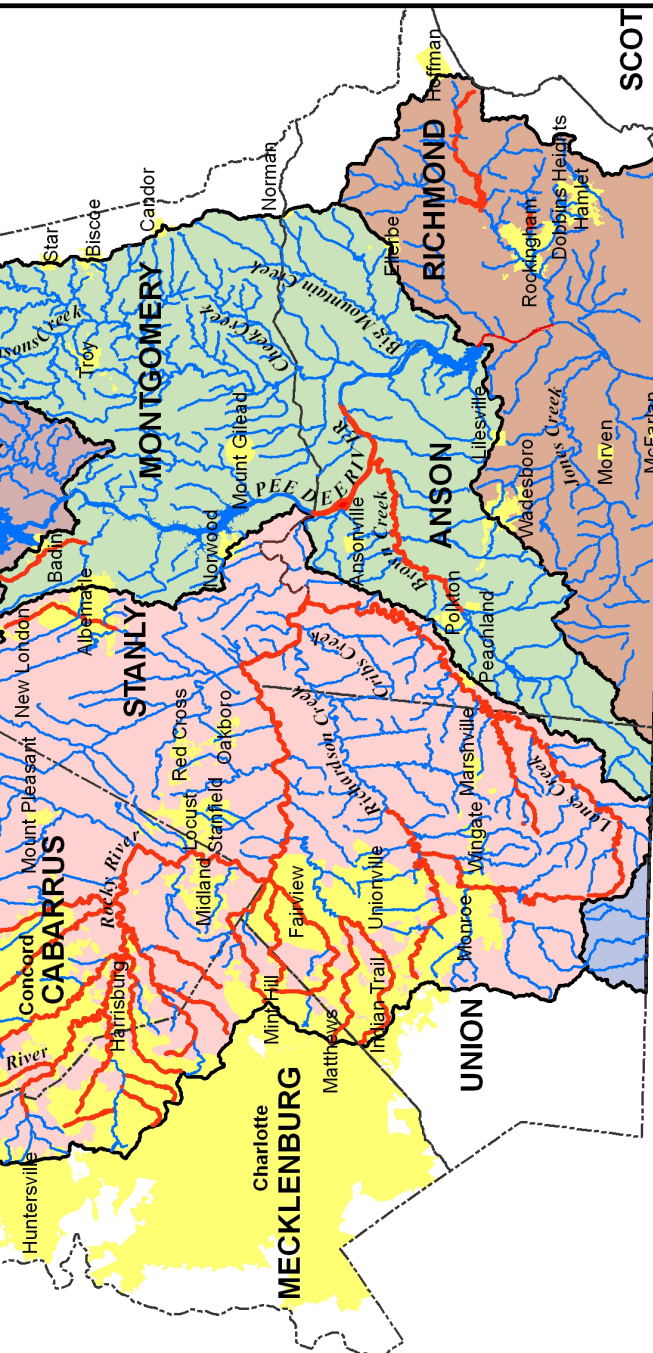 Huntersville
River
Concord
CABARRUS
Mount Pleasant
New London
Badin
Albemarle
Troy
Star
Biscoe
Candor
Harrisburg
Rocky River
STANLY
MONTGOMERY
Midland
Locust
Stanfield
Red Cross
Oakboro
Norwood
Mount Gilead
Cheek Creek
Norman
Big Mountain Creek
PEE DEE RIVER
Charlotte
MECKLENBURG
Mint Hill
Matthews
Fairview
Indian Trail
Unionville
Richardson Creek
Cribs Creek
Ansonville
Brown Creek
ANSON
Ellerbe
RICHMOND
Hoffman
UNION
Monroe
Wingate
Marshville
Polkton
Peachland
Lanes Creek
Lilesville
Wadesboro
Jones Creek
Morven
McFarlan
Rockingham
Dobbins Heights
Hamlet
SCOT